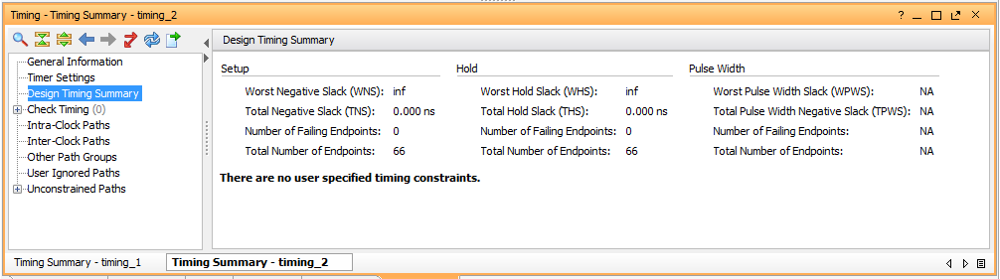 Timing - Timing Summary - timing_2
General Information
Timer Settings
Design Timing Summary
Check Timing (0)
Intra-Clock Paths
Inter-Clock Paths
Other Path Groups
User Ignored Paths
Unconstrained Paths
Design Timing Summary
Setup Hold Pulse Width
Worst Negative Slack (WNS): inf Worst Hold Slack (WHS): inf Worst Pulse Width Slack (WPWS): NA
Total Negative Slack (TNS): 0.000 ns Total Hold Slack (THS): 0.000 ns Total Pulse Width Negative Slack (TPWS): NA
Number of Failing Endpoints: 0 Number of Failing Endpoints: 0 Number of Failing Endpoints: NA
Total Number of Endpoints: 66 Total Number of Endpoints: 66 Total Number of Endpoints: NA
There are no user specified timing constraints.
Timing Summary - timing_1 Timing Summary - timing_2